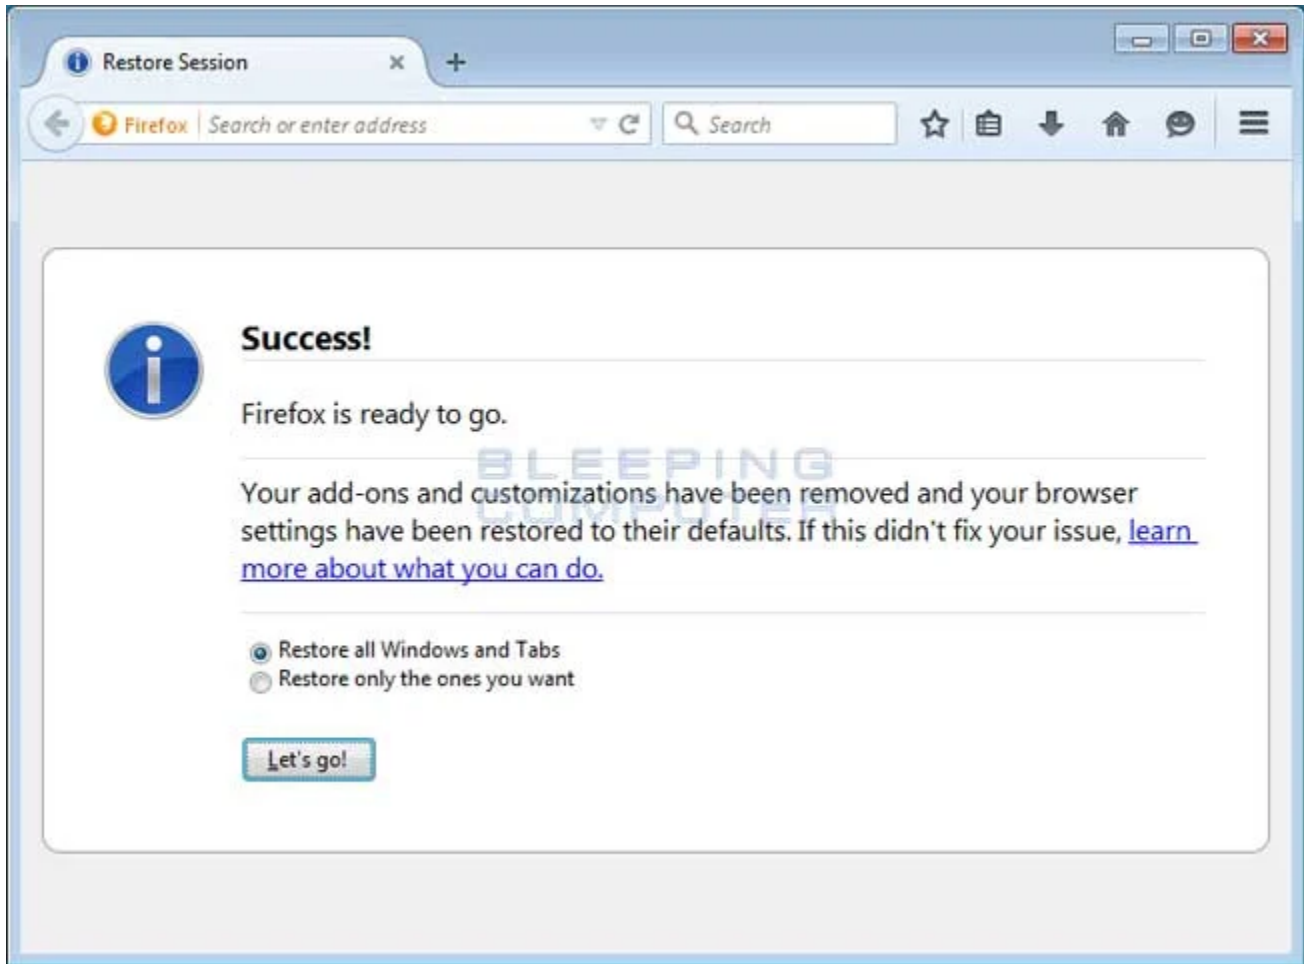 Restore Session
Firefox Search or enter address
Search
Success!
Firefox is ready to go.
BLEEPING
COMPUTER
Your add-ons and customizations have been removed and your browser
settings have been restored to their defaults. If this didn't fix your issue, learn
more about what you can do.
Restore all Windows and Tabs
Restore only the ones you want
Let's go!